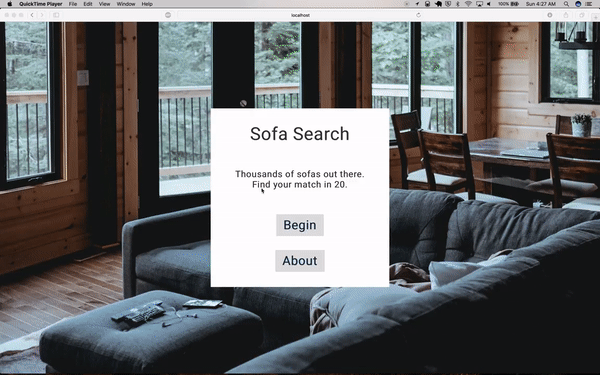 QuickTime Player File Edit View Window Help
100% Sun 4:27 AM
localhost
Sofa Search
Thousands of sofas out there.
Find your match in 20.
Begin
About